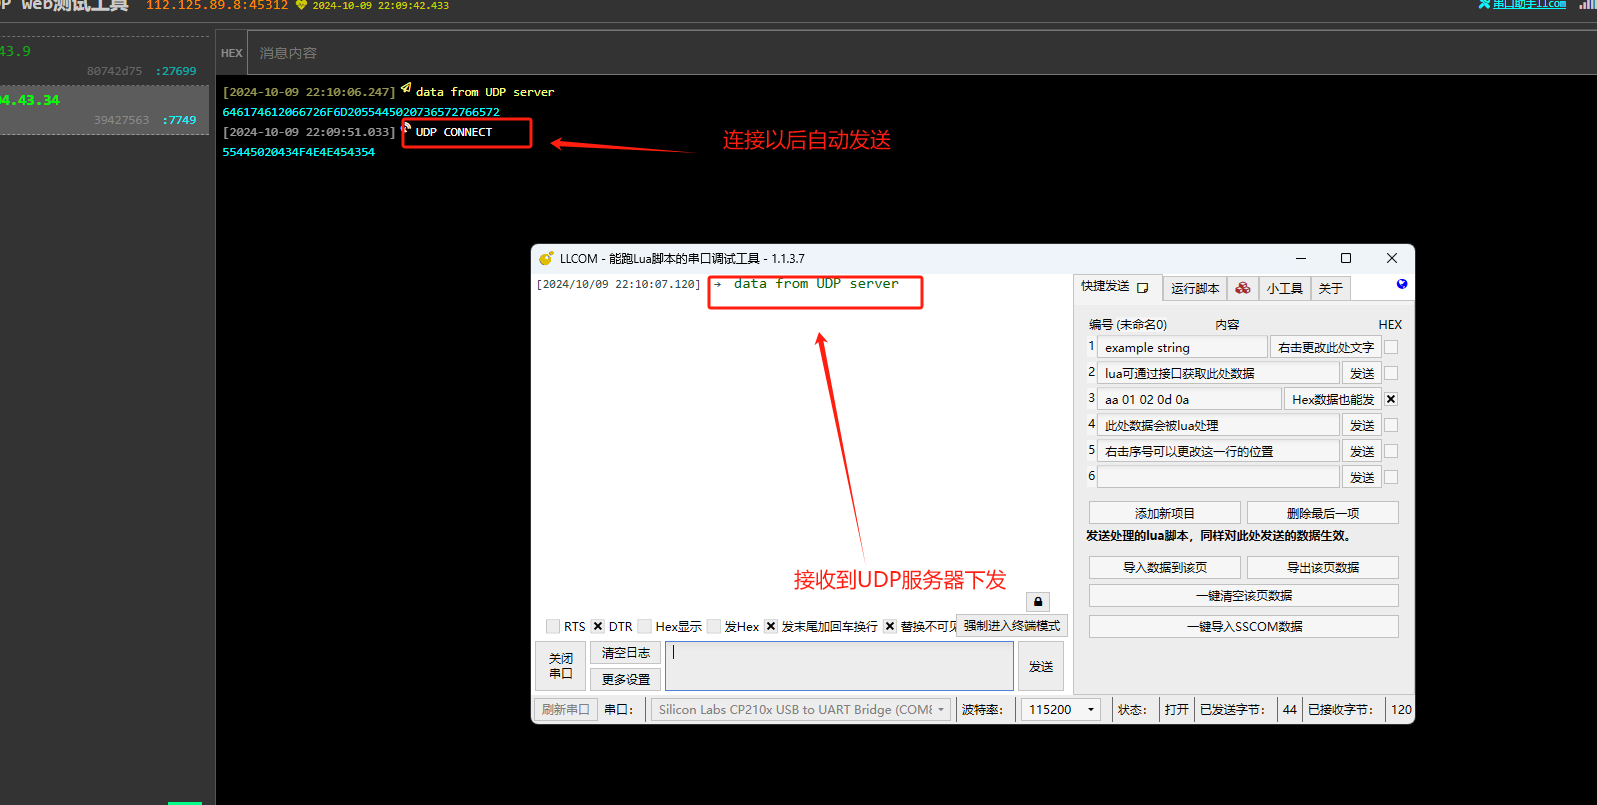 DP Web测试工具 112.125.89.8:45312 2024-10-09 22:09:42.433 串口助手llcom
43.9
80742d75 :27699
94.43.34
39427563 :7749
HEX 消息内容
[2024-10-09 22:10:06.247] data from UDP server
646174612066726F6D2055445020736572766572
[2024-10-09 22:09:51.033] UDP CONNECT
55445020434F4E4E454354
连接以后自动发送
LLCOM - 能跑Lua脚本的串口调试工具 - 1.1.3.7
[2024/10/09 22:10:07.120] → data from UDP server
接收到UDP服务器下发
快捷发送 运行脚本 小工具 关于
编号 (未命名0) 内容 HEX
1 example string 右击更改此处文字
2 lua可通过接口获取此处数据 发送
3 aa 01 02 0d 0a Hex数据也能发
4 此处数据会被lua处理 发送
5 右击序号可以更改这一行的位置 发送
6 发送
添加新项目 删除最后一项
发送处理的lua脚本，同样对此处发送的数据生效。
导入数据到该页 导出该页数据
一键清空该页数据
一键导入SSCOM数据
RTS DTR Hex显示 发Hex 发末尾加回车换行 替换不可见 强制进入终端模式
关闭
串口
清空日志
更多设置
发送
刷新串口 串口： Silicon Labs CP210x USB to UART Bridge (COM8 波特率： 115200 状态： 打开 已发送字节： 44 已接收字节： 120